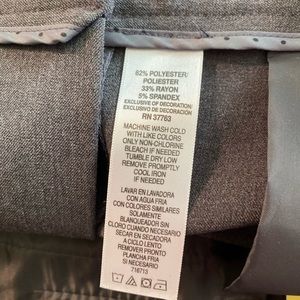 62% POLYESTER/
POLIESTER
33% RAYON
5% SPANDEX
EXCLUSIVE OF DECORATION/
EXCLUSIVO DE DECORACION
RN 37763
MACHINE WASH COLD
WITH LIKE COLORS
ONLY NON-CHLORINE
BLEACH IF NEEDED
TUMBLE DRY LOW
REMOVE PROMPTLY
COOL IRON
IF NEEDED
LAVAR EN LAVADORA
CON AGUA FRIA
CON COLORES SIMILARES
SOLAMENTE
BLANQUEADOR SIN
CLORO CUANDO NECESARIO
SECAR EN SECADORA
A CICLO LENTO
REMOVER PRONTO
PLANCHA FRIA
SI NECESARIO
716713